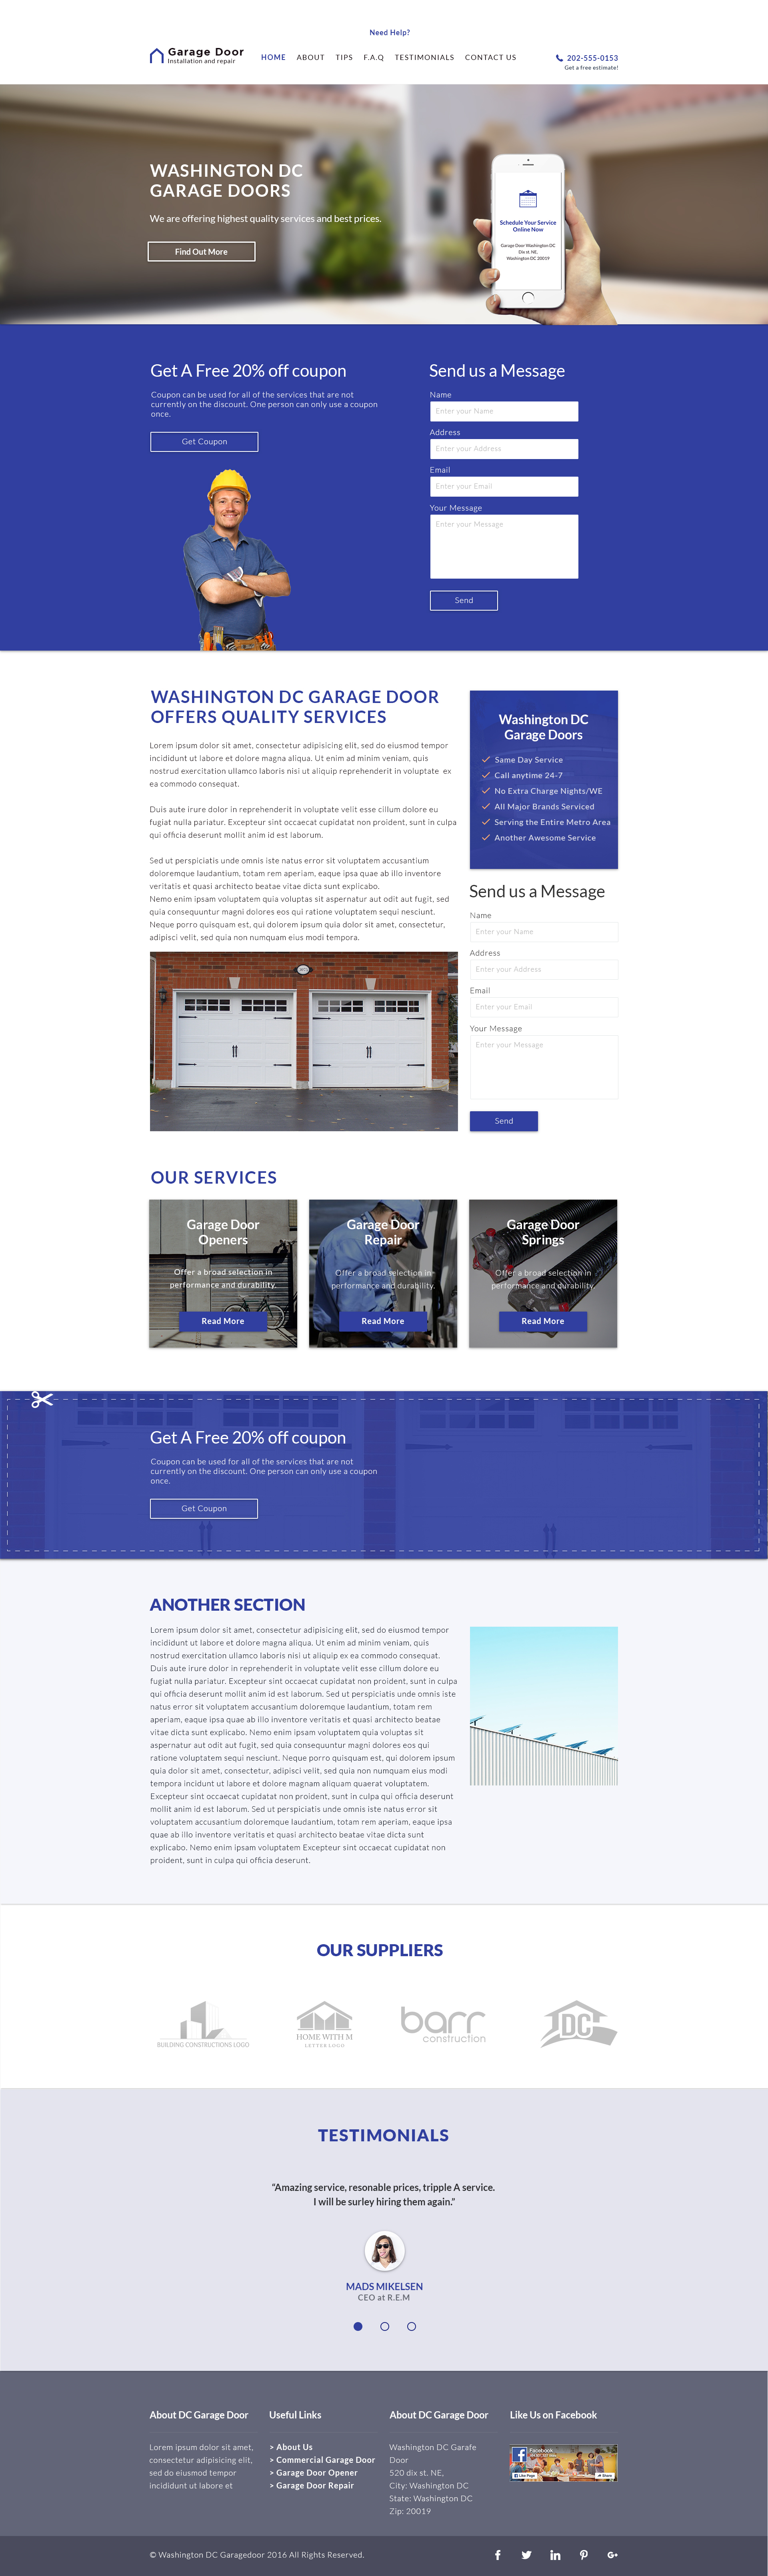 Need Help?
Garage Door
Installation and repair
HOME ABOUT TIPS F.A.Q TESTIMONIALS CONTACT US
202-555-0153
Get a free estimate!
WASHINGTON DC
GARAGE DOORS
We are offering highest quality services and best prices.
Find Out More
Schedule Your Service
Online Now
Garage Door Washington DC
Dix st. NE,
Washington DC 20019
Get A Free 20% off coupon
Coupon can be used for all of the services that are not
currently on the discount. One person can only use a coupon
once.
Get Coupon
Send us a Message
Name
Enter your Name
Address
Enter your Address
Email
Enter your Email
Your Message
Enter your Message
Send
WASHINGTON DC GARAGE DOOR
OFFERS QUALITY SERVICES
Lorem ipsum dolor sit amet, consectetur adipisicing elit, sed do eiusmod tempor
incididunt ut labore et dolore magna aliqua. Ut enim ad minim veniam, quis
nostrud exercitation ullamco laboris nisi ut aliquip reprehenderit in voluptate ex
ea commodo consequat.
Duis aute irure dolor in reprehenderit in voluptate velit esse cillum dolore eu
fugiat nulla pariatur. Excepteur sint occaecat cupidatat non proident, sunt in culpa
qui officia deserunt mollit anim id est laborum.
Sed ut perspiciatis unde omnis iste natus error sit voluptatem accusantium
doloremque laudantium, totam rem aperiam, eaque ipsa quae ab illo inventore
veritatis et quasi architecto beatae vitae dicta sunt explicabo.
Nemo enim ipsam voluptatem quia voluptas sit aspernatur aut odit aut fugit, sed
quia consequuntur magni dolores eos qui ratione voluptatem sequi nesciunt.
Neque porro quisquam est, qui dolorem ipsum quia dolor sit amet, consectetur,
adipisci velit, sed quia non numquam eius modi tempora.
Washington DC
Garage Doors
Same Day Service
Call anytime 24-7
No Extra Charge Nights/WE
All Major Brands Serviced
Serving the Entire Metro Area
Another Awesome Service
Send us a Message
Name
Enter your Name
Address
Enter your Address
Email
Enter your Email
Your Message
Enter your Message
Send
OUR SERVICES
Garage Door
Openers
Offer a broad selection in
performance and durability.
Read More
Garage Door
Repair
Offer a broad selection in
performance and durability.
Read More
Garage Door
Springs
Offer a broad selection in
performance and durability.
Read More
Get A Free 20% off coupon
Coupon can be used for all of the services that are not
currently on the discount. One person can only use a coupon
once.
Get Coupon
ANOTHER SECTION
Lorem ipsum dolor sit amet, consectetur adipisicing elit, sed do eiusmod tempor
incididunt ut labore et dolore magna aliqua. Ut enim ad minim veniam, quis
nostrud exercitation ullamco laboris nisi ut aliquip ex ea commodo consequat.
Duis aute irure dolor in reprehenderit in voluptate velit esse cillum dolore eu
fugiat nulla pariatur. Excepteur sint occaecat cupidatat non proident, sunt in culpa
qui officia deserunt mollit anim id est laborum. Sed ut perspiciatis unde omnis iste
natus error sit voluptatem accusantium doloremque laudantium, totam rem
aperiam, eaque ipsa quae ab illo inventore veritatis et quasi architecto beatae
vitae dicta sunt explicabo. Nemo enim ipsam voluptatem quia voluptas sit
aspernatur aut odit aut fugit, sed quia consequuntur magni dolores eos qui
ratione voluptatem sequi nesciunt. Neque porro quisquam est, qui dolorem ipsum
quia dolor sit amet, consectetur, adipisci velit, sed quia non numquam eius modi
tempora incidunt ut labore et dolore magnam aliquam quaerat voluptatem.
Excepteur sint occaecat cupidatat non proident, sunt in culpa qui officia deserunt
mollit anim id est laborum. Sed ut perspiciatis unde omnis iste natus error sit
voluptatem accusantium doloremque laudantium, totam rem aperiam, eaque ipsa
quae ab illo inventore veritatis et quasi architecto beatae vitae dicta sunt
explicabo. Nemo enim ipsam voluptatem Excepteur sint occaecat cupidatat non
proident, sunt in culpa qui officia deserunt.
OUR SUPPLIERS
BUILDING CONSTRUCTIONS LOGO
HOME WITH M
LETTER LOGO
barr
construction
DC
TESTIMONIALS
“Amazing service, resonable prices, tripple A service.
I will be surley hiring them again.”
MADS MIKELSEN
CEO at R.E.M
About DC Garage Door
Lorem ipsum dolor sit amet,
consectetur adipisicing elit,
sed do eiusmod tempor
incididunt ut labore et
Useful Links
> About Us
> Commercial Garage Door
> Garage Door Opener
> Garage Door Repair
About DC Garage Door
Washington DC Garafe
Door
520 dix st. NE,
City: Washington DC
State: Washington DC
Zip: 20019
Like Us on Facebook
Facebook
Like Page
Share
© Washington DC Garagedoor 2016 All Rights Reserved.